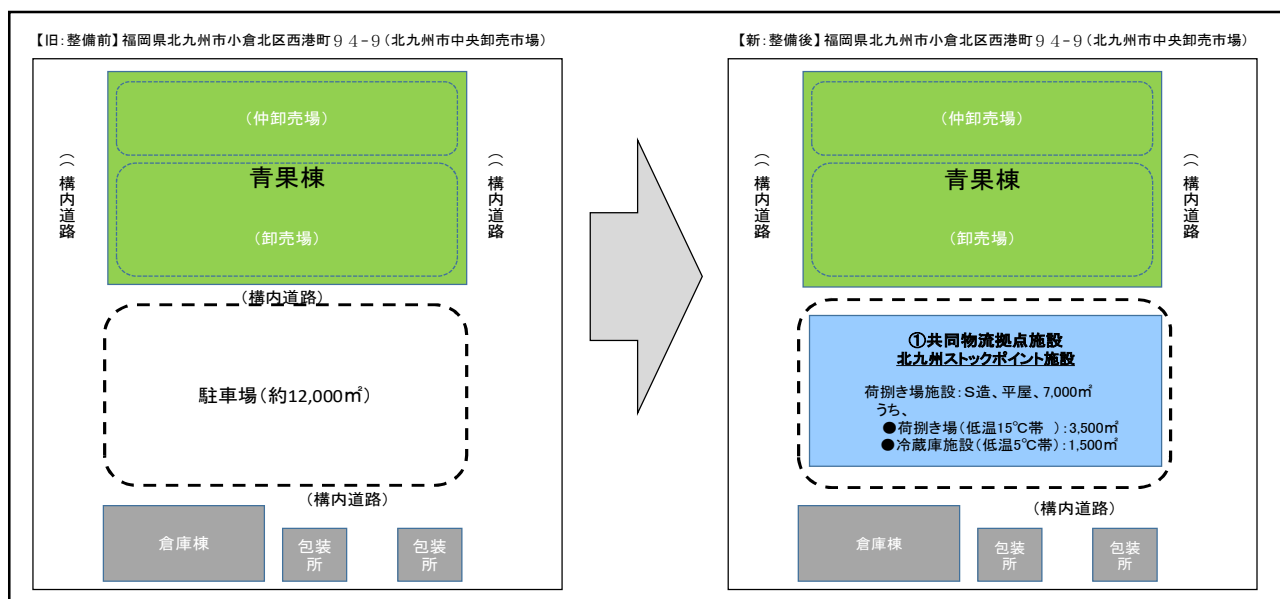 【旧:整備前】福岡県北九州市小倉北区西港町９４-９(北九州市中央卸売市場)
(仲卸売場)
青果棟
(卸売場)
(構内道路)
(構内道路)
(構内道路)
駐車場(約12,000㎡)
(構内道路)
倉庫棟
包装
所
包装
所
【新:整備後】福岡県北九州市小倉北区西港町９４-９(北九州市中央卸売市場)
(仲卸売場)
青果棟
(卸売場)
(構内道路)
(構内道路)
①共同物流拠点施設
北九州ストックポイント施設
荷捌き場施設:S造、平屋、7,000㎡
うち、
●荷捌き場(低温15℃帯 ):3,500㎡
●冷蔵庫施設(低温5℃帯):1,500㎡
(構内道路)
倉庫棟
包装
所
包装
所